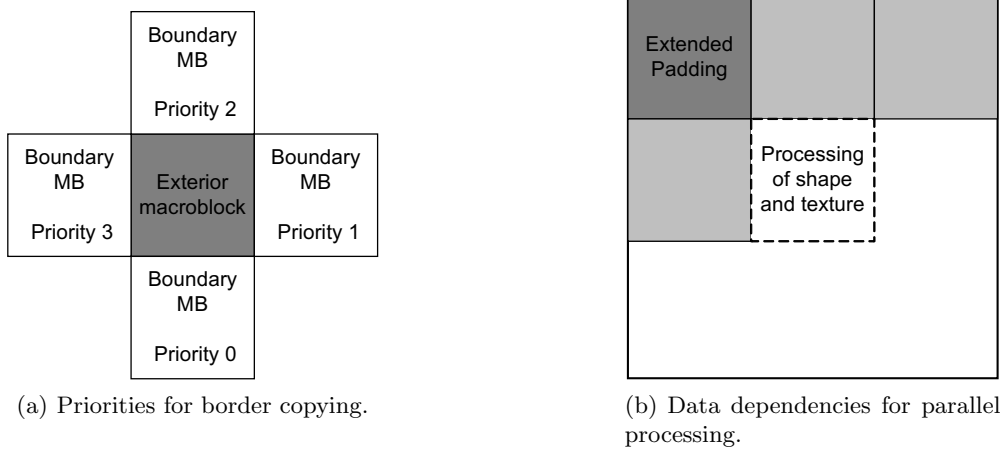 Boundary
MB
Priority 2
Boundary
MB
Priority 3
Exterior
macroblock
Boundary
MB
Priority 1
Boundary
MB
Priority 0
(a) Priorities for border copying.
Extended
Padding
Processing
of shape
and texture
(b) Data dependencies for parallel
processing.